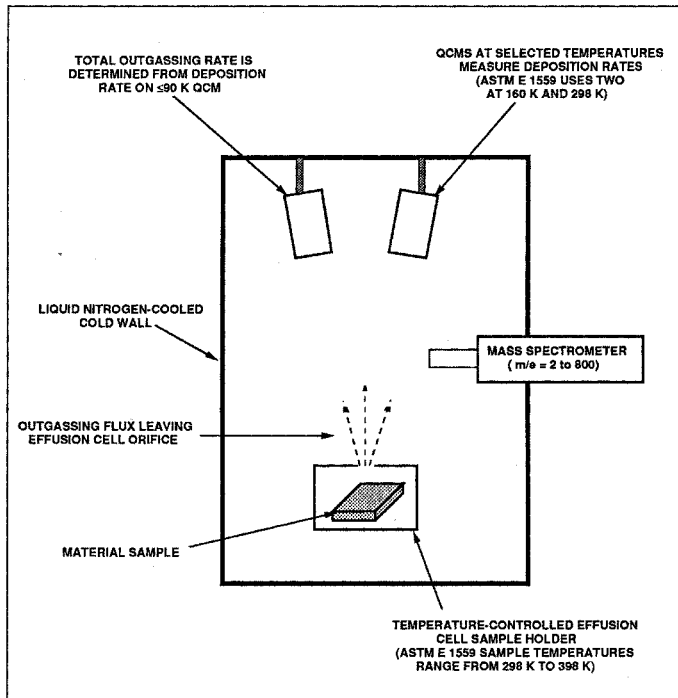 TOTAL OUTGASSING RATE IS
DETERMINED FROM DEPOSITION
RATE ON ≤90 K QCM
QCMS AT SELECTED TEMPERATURES
MEASURE DEPOSITION RATES
(ASTM E 1559 USES TWO
AT 160 K AND 298 K)
LIQUID NITROGEN-COOLED
COLD WALL
MASS SPECTROMETER
( m/e = 2 to 800)
OUTGASSING FLUX LEAVING
EFFUSION CELL ORIFICE
MATERIAL SAMPLE
TEMPERATURE-CONTROLLED EFFUSION
CELL SAMPLE HOLDER
(ASTM E 1559 SAMPLE TEMPERATURES
RANGE FROM 298 K TO 398 K)